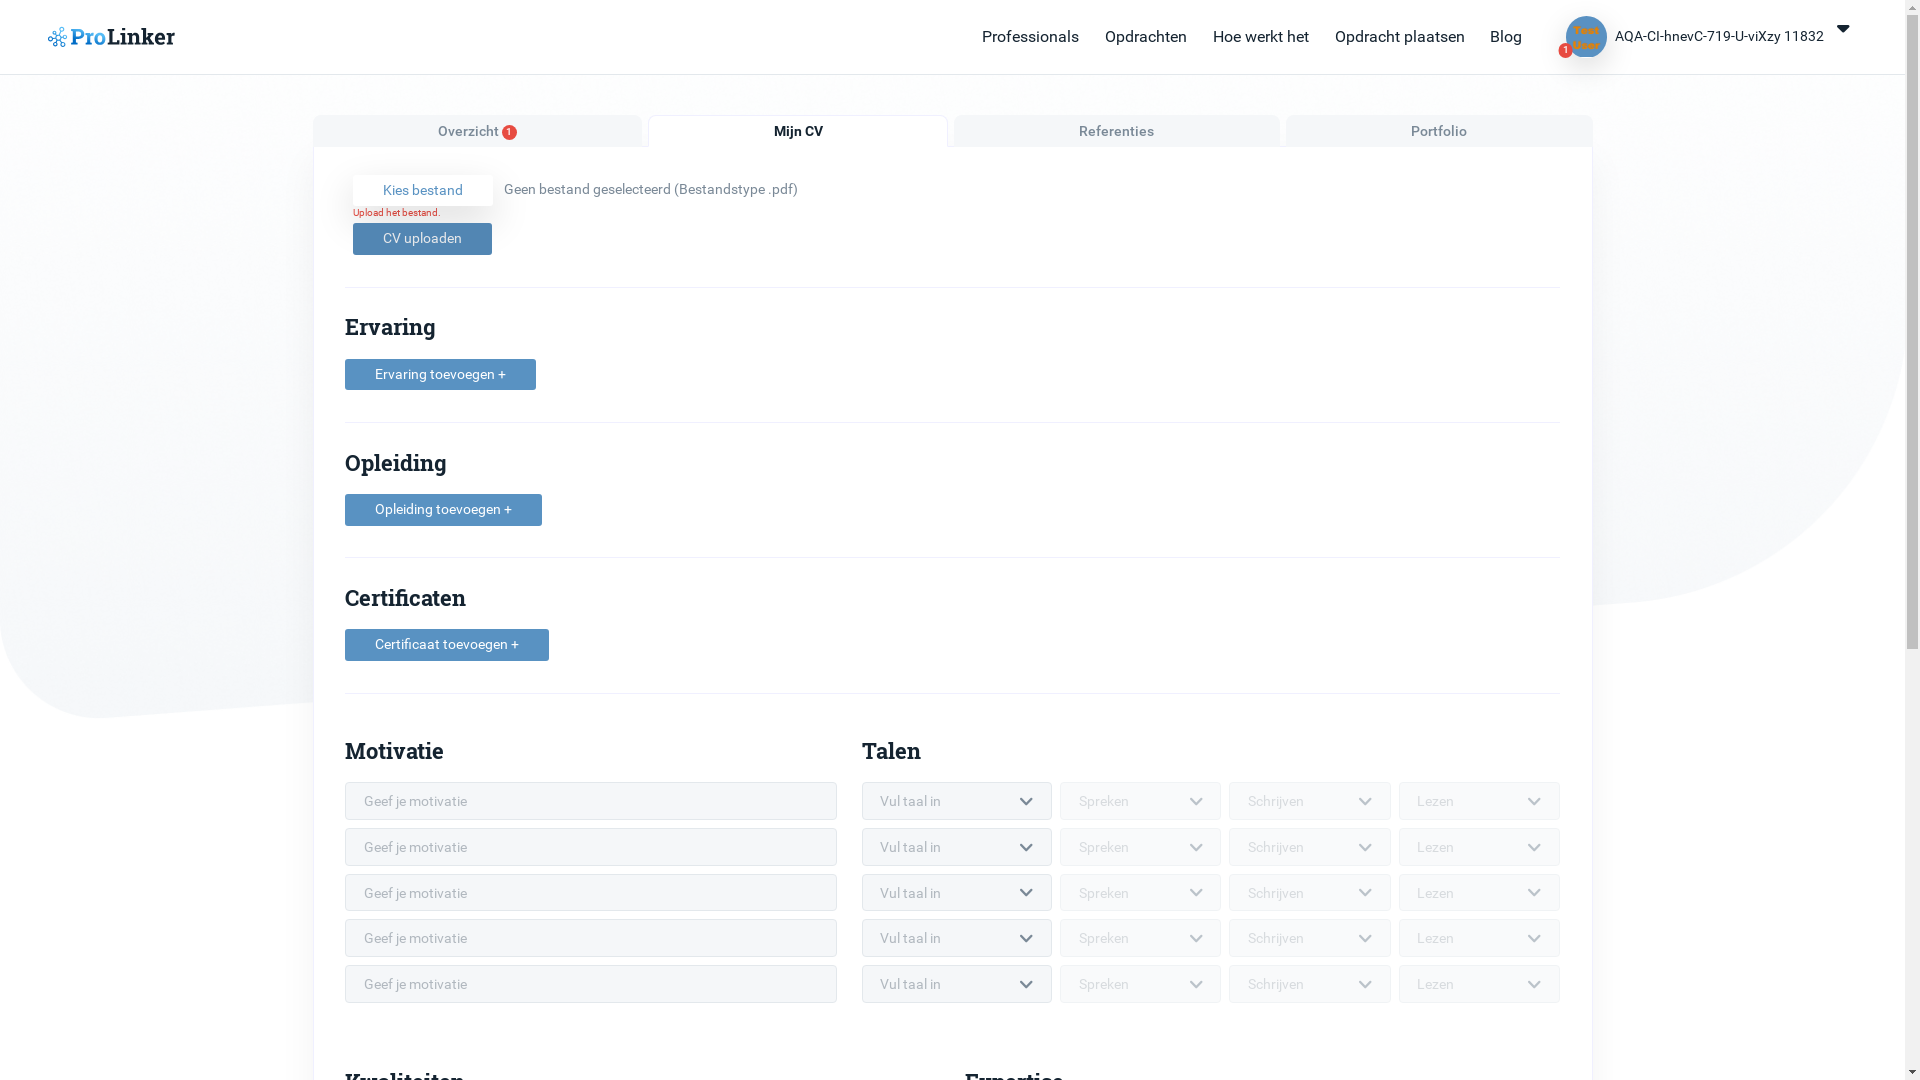 ProLinker
Professionals Opdrachten Hoe werkt het Opdracht plaatsen Blog
Test User
1
AQA-CI-hnevC-719-U-viXzy 11832
Overzicht 1 Mijn CV Referenties Portfolio
Kies bestand Geen bestand geselecteerd (Bestandstype .pdf)
Upload het bestand.
CV uploaden
Ervaring
Ervaring toevoegen +
Opleiding
Opleiding toevoegen +
Certificaten
Certificaat toevoegen +
Motivatie Talen
Geef je motivatie Vul taal in Spreken Schrijven Lezen
Geef je motivatie Vul taal in Spreken Schrijven Lezen
Geef je motivatie Vul taal in Spreken Schrijven Lezen
Geef je motivatie Vul taal in Spreken Schrijven Lezen
Geef je motivatie Vul taal in Spreken Schrijven Lezen
Kwaliteiten Expertise